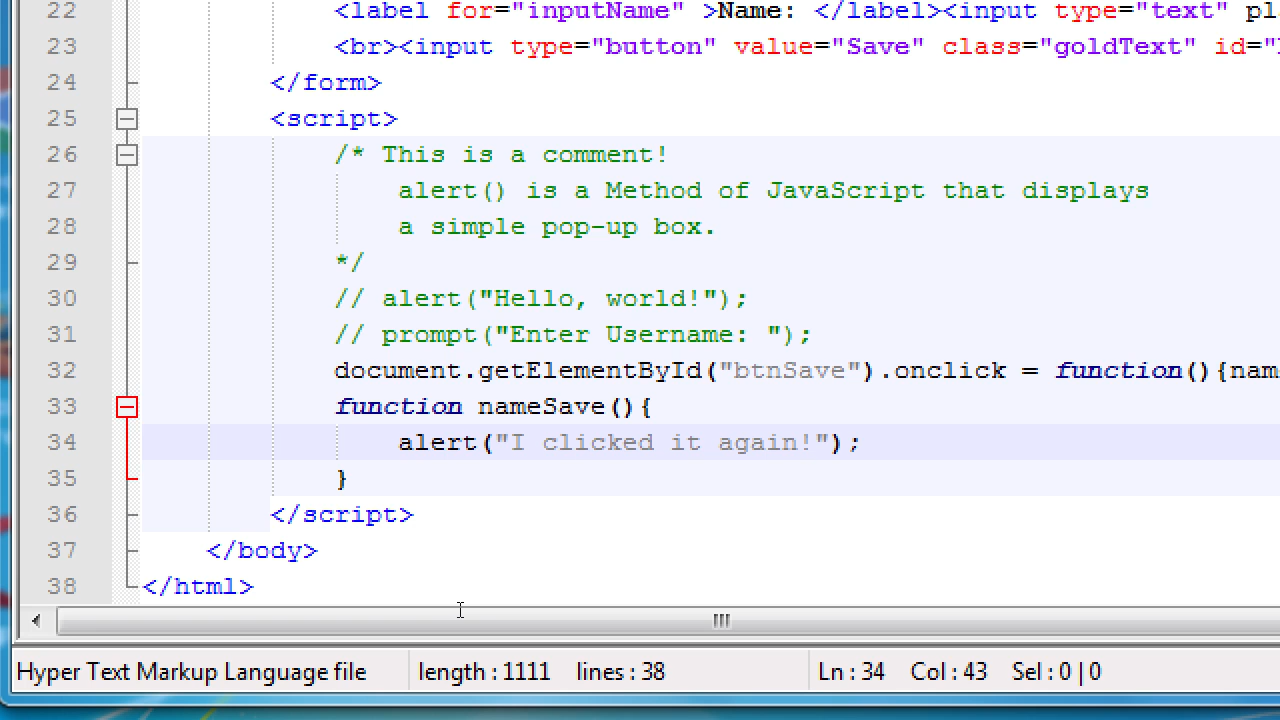 22 <label for="inputName" >Name: </label><input type="text" pl
23 <br><input type="button" value="Save" class="goldText" id="
24 </form>
25 <script>
26 /* This is a comment!
27 alert() is a Method of JavaScript that displays
28 a simple pop-up box.
29 */
30 // alert("Hello, world!");
31 // prompt("Enter Username: ");
32 document.getElementById("btnSave").onclick = function(){nam
33 function nameSave(){
34 alert("I clicked it again!");
35 }
36 </script>
37 </body>
38 </html>
Hyper Text Markup Language file length : 1111 lines : 38 Ln : 34 Col : 43 Sel : 0 | 0